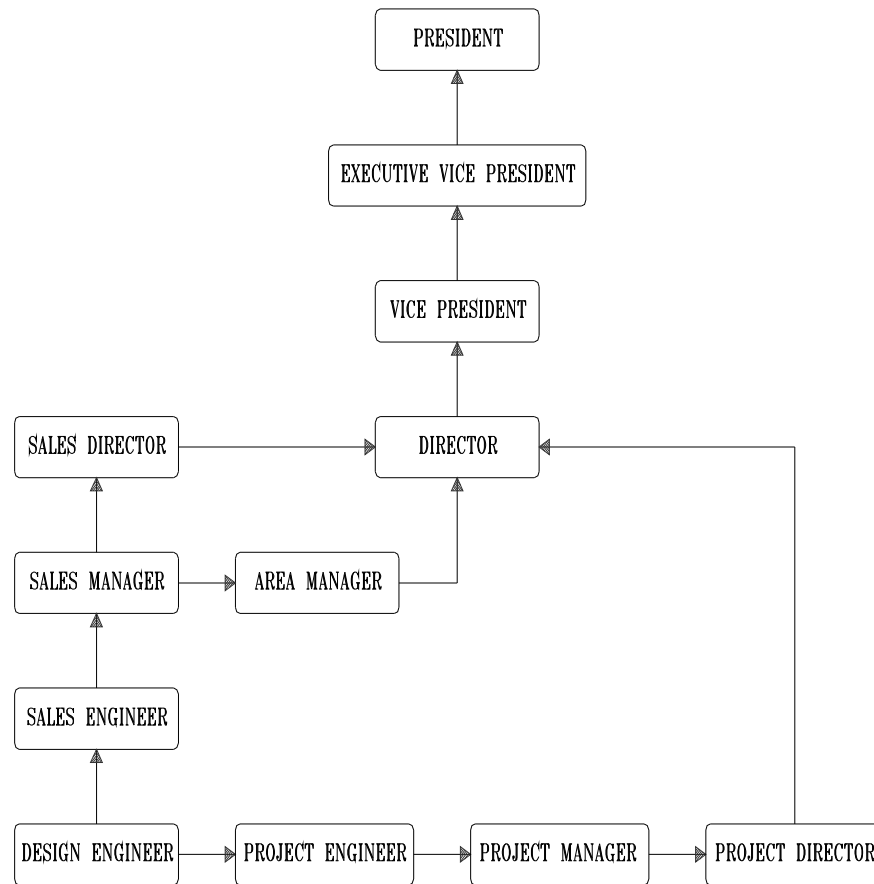 PRESIDENT
EXECUTIVE VICE PRESIDENT
VICE PRESIDENT
SALES DIRECTOR
DIRECTOR
SALES MANAGER
AREA MANAGER
SALES ENGINEER
DESIGN ENGINEER
PROJECT ENGINEER
PROJECT MANAGER
PROJECT DIRECTOR